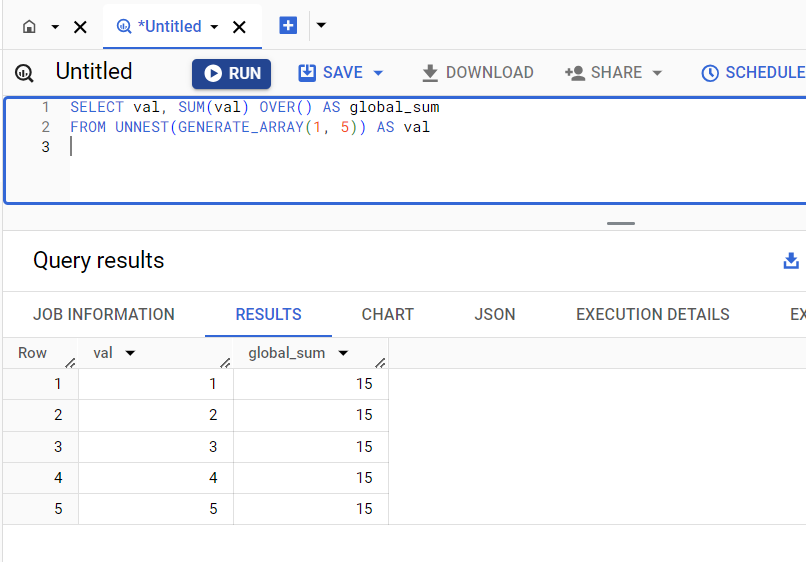 *Untitled
Untitled RUN SAVE DOWNLOAD SHARE SCHEDULE
1 SELECT val, SUM(val) OVER() AS global_sum
2 FROM UNNEST(GENERATE_ARRAY(1, 5)) AS val
3
Query results
JOB INFORMATION RESULTS CHART JSON EXECUTION DETAILS EX
Row val global_sum
1 1 15
2 2 15
3 3 15
4 4 15
5 5 15